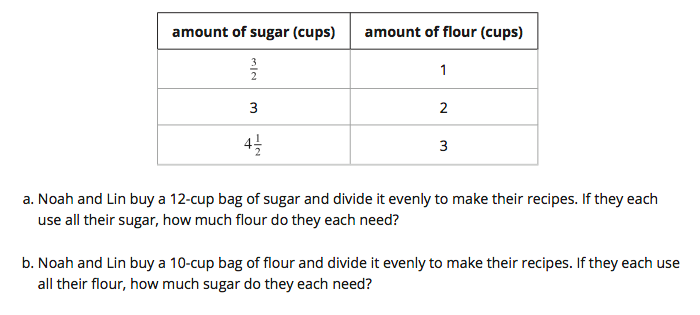 amount of sugar (cups) amount of flour (cups)
3/2 1
3 2
4 1/2 3
a. Noah and Lin buy a 12-cup bag of sugar and divide it evenly to make their recipes. If they each
use all their sugar, how much flour do they each need?
b. Noah and Lin buy a 10-cup bag of flour and divide it evenly to make their recipes. If they each use
all their flour, how much sugar do they each need?